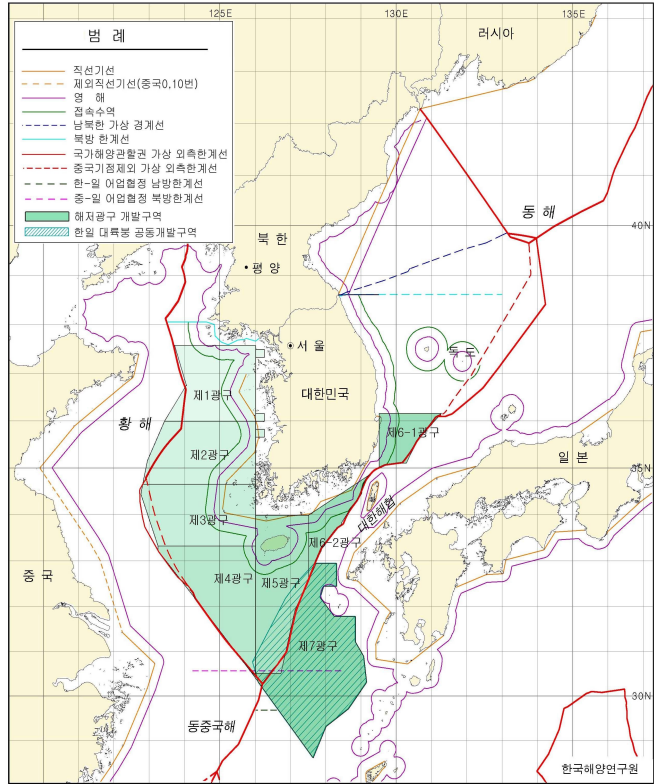 125E
130E
135E
러시아
범 례
직선기선
제외직선기선(중국0,10번)
영 해
접속수역
남북한 가상 경계선
북방 한계선
국가해양관할권 가상 외측한계선
중국기점제외 가상 외측한계선
한-일 어업협정 남방한계선
중-일 어업협정 북방한계선
해저광구 개발구역
한일 대륙붕 공동개발구역
동 해
40N
북 한
평 양
서 울
독 도
대한민국
제1광구
황 해
제6-1광구
제2광구
일 본
35N
대한해협
제3광구
제6-2광구
중 국
제4광구
제5광구
제7광구
30N
동중국해
한국해양연구원